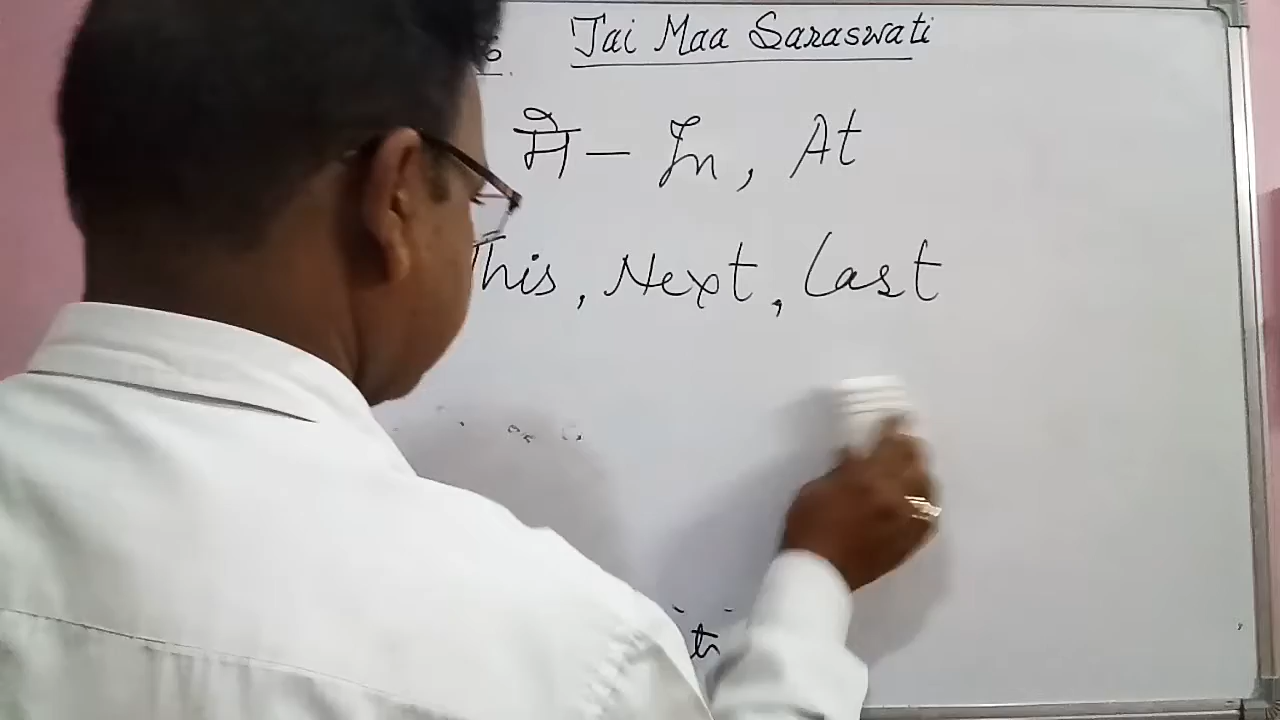 Jai Maa Saraswati
मे – In, At
This, Next, Last